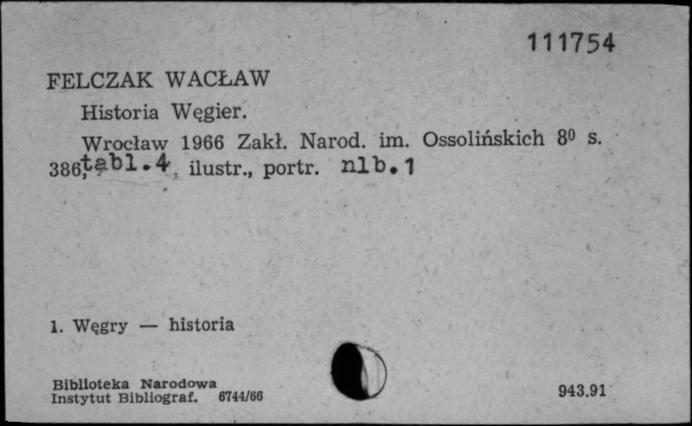 111754
FELCZAK WACŁAW
Historia Węgier.
Wrocław 1966 Zakł. Narod. im. Ossolińskich 8⁰ s.
386, tabl. 4, ilustr., portr. nlb. 1
1. Węgry — historia
Biblioteka Narodowa
Instytut Bibliograf. 6744/66
943.91